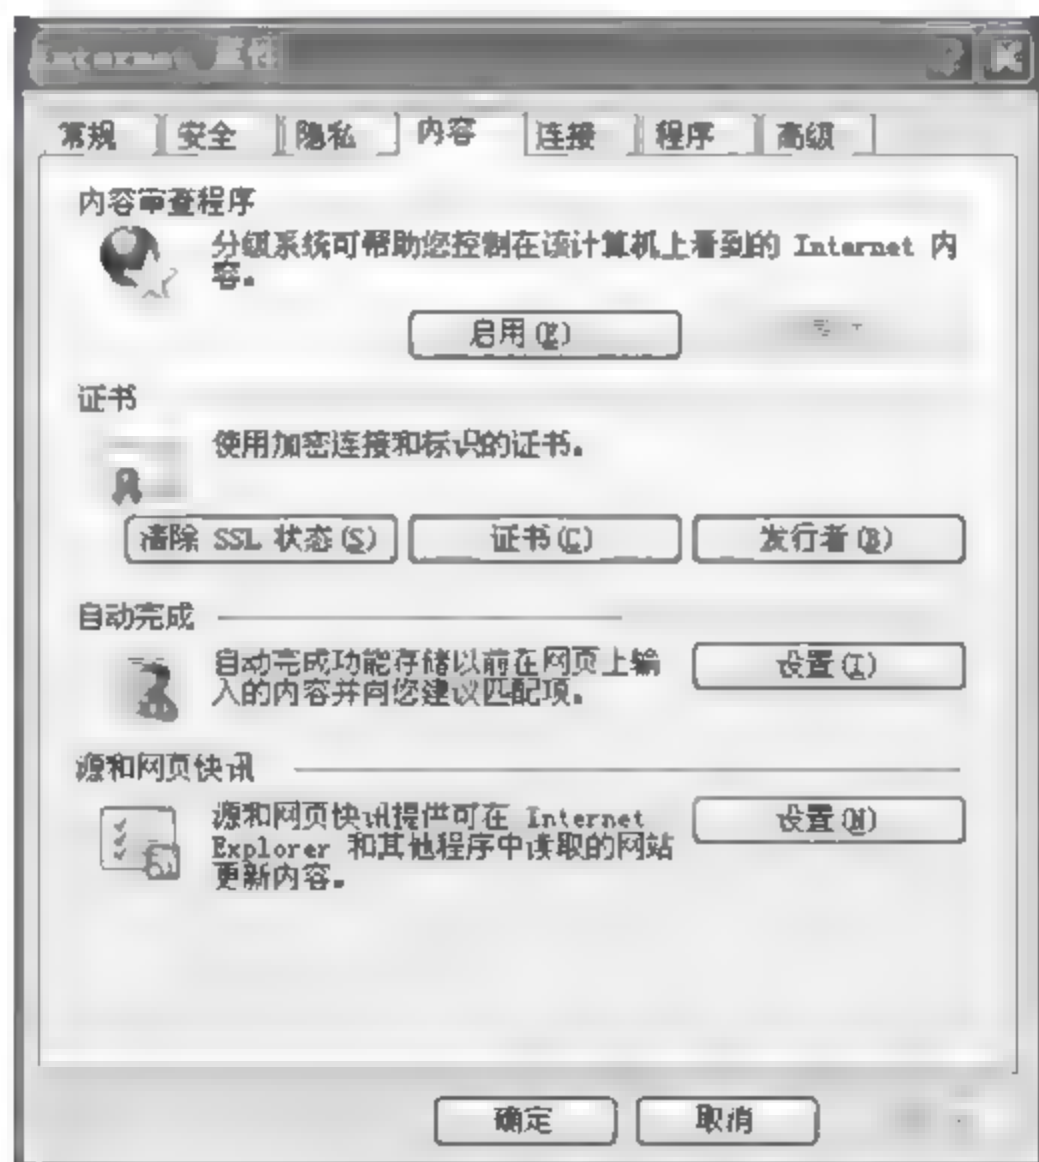 Internet 属性
常规 安全 隐私 内容 连接 程序 高级
内容审查程序
分级系统可帮助您控制在该计算机上看到的 Internet 内
容。
启用(E)
证书
使用加密连接和标识的证书。
清除 SSL 状态(S) 证书(C) 发行者(B)
自动完成
自动完成功能存储以前在网页上输
入的内容并向您建议匹配项。
设置(I)
源和网页快讯
源和网页快讯提供可在 Internet
Explorer 和其他程序中读取的网站
更新内容。
设置(N)
确定 取消